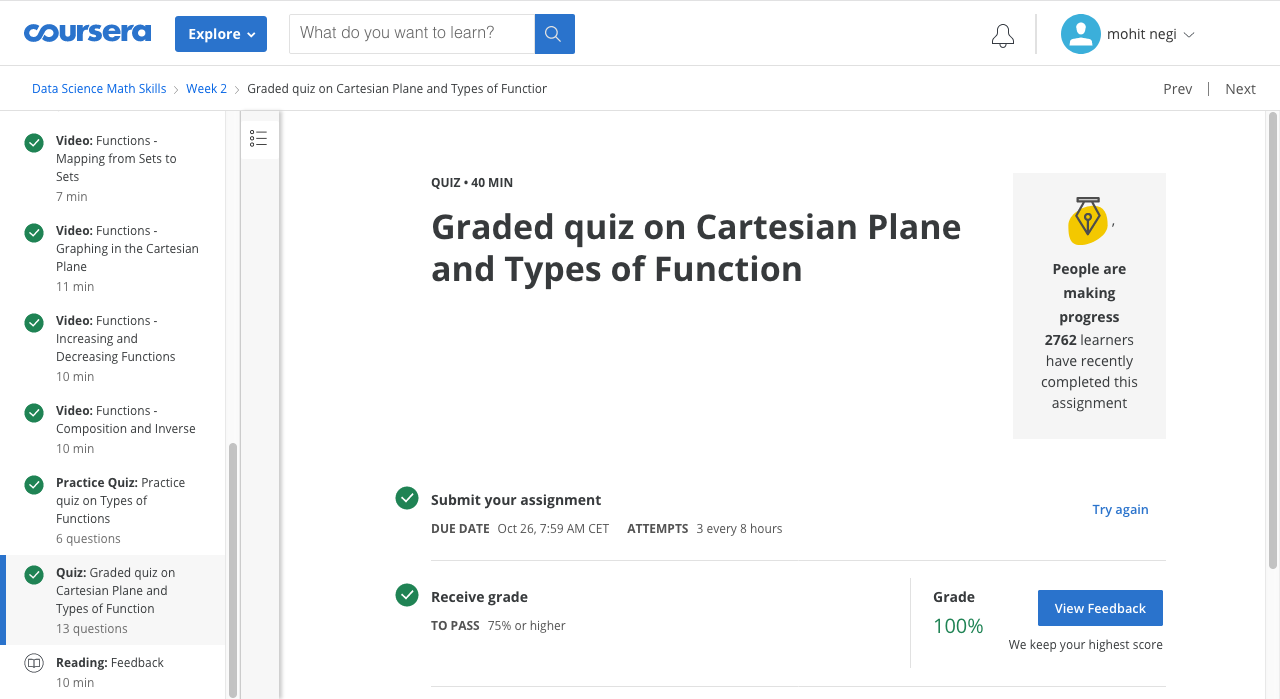 coursera
Explore
What do you want to learn?
mohit negi
Data Science Math Skills
Week 2
Graded quiz on Cartesian Plane and Types of Function
Prev
Next
Video: Functions -
Mapping from Sets to
Sets
7 min
Video: Functions -
Graphing in the Cartesian
Plane
11 min
Video: Functions -
Increasing and
Decreasing Functions
10 min
Video: Functions -
Composition and Inverse
10 min
Practice Quiz: Practice
quiz on Types of
Functions
6 questions
Quiz: Graded quiz on
Cartesian Plane and
Types of Function
13 questions
Reading: Feedback
10 min
QUIZ • 40 MIN
Graded quiz on Cartesian Plane
and Types of Function
,
People are
making
progress
2762 learners
have recently
completed this
assignment
Submit your assignment
DUE DATE Oct 26, 7:59 AM CET ATTEMPTS 3 every 8 hours
Try again
Receive grade
TO PASS 75% or higher
Grade
100%
View Feedback
We keep your highest score